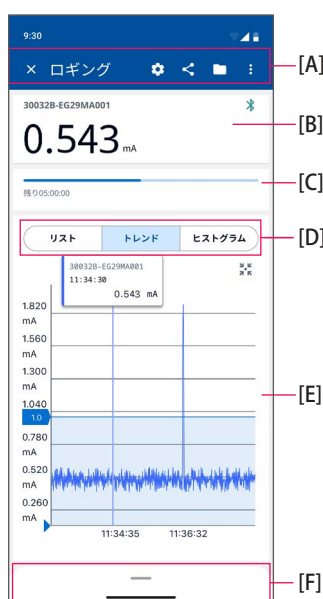 9:30
× ロギング
[A]
30032B-EG29MA001
0.543 mA
[B]
残り05:00:00
[C]
リスト トレンド ヒストグラム
[D]
30032B-EG29MA001
11:34:30
0.543 mA
1.820
mA
1.560
mA
1.300
mA
1.040
1.0
0.780
mA
0.520
mA
0.260
mA
[E]
11:34:35 11:36:32
[F]